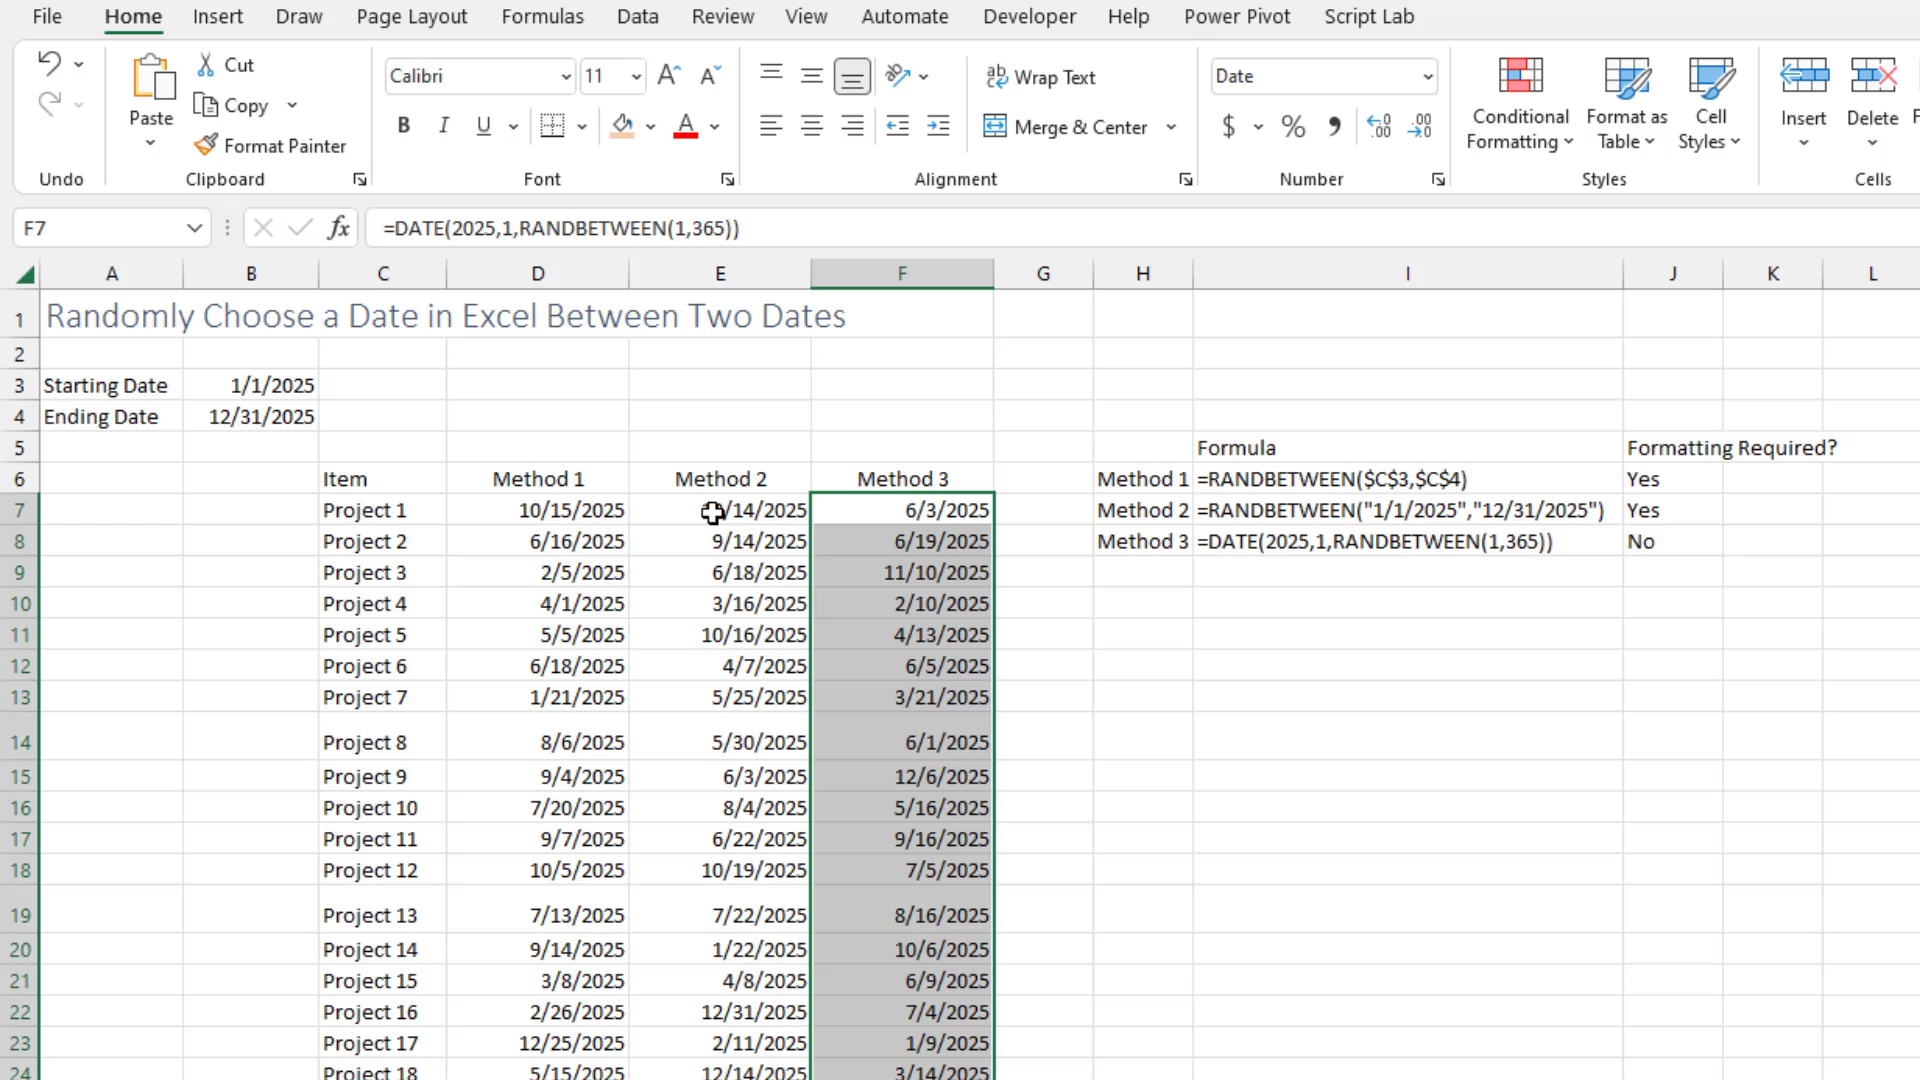 File Home Insert Draw Page Layout Formulas Data Review View Automate Developer Help Power Pivot Script Lab
Paste Cut
Copy
Format Painter
Undo Clipboard
Calibri 11
B I U A
Font
ab Wrap Text
Merge & Center
Alignment
Date
$ % , .00
Number
Conditional Formatting
Format as Table
Cell Styles
Styles
Insert Delete
Cells
F7 fx =DATE(2025,1,RANDBETWEEN(1,365))
A B C D E F G H I J K L
1 Randomly Choose a Date in Excel Between Two Dates
2
3 Starting Date 1/1/2025
4 Ending Date 12/31/2025
5 Formula Formatting Required?
6 Item Method 1 Method 2 Method 3 Method 1 =RANDBETWEEN($C$3,$C$4) Yes
7 Project 1 10/15/2025 /14/2025 6/3/2025 Method 2 =RANDBETWEEN("1/1/2025","12/31/2025") Yes
8 Project 2 6/16/2025 9/14/2025 6/19/2025 Method 3 =DATE(2025,1,RANDBETWEEN(1,365)) No
9 Project 3 2/5/2025 6/18/2025 11/10/2025
10 Project 4 4/1/2025 3/16/2025 2/10/2025
11 Project 5 5/5/2025 10/16/2025 4/13/2025
12 Project 6 6/18/2025 4/7/2025 6/5/2025
13 Project 7 1/21/2025 5/25/2025 3/21/2025
14 Project 8 8/6/2025 5/30/2025 6/1/2025
15 Project 9 9/4/2025 6/3/2025 12/6/2025
16 Project 10 7/20/2025 8/4/2025 5/16/2025
17 Project 11 9/7/2025 6/22/2025 9/16/2025
18 Project 12 10/5/2025 10/19/2025 7/5/2025
19 Project 13 7/13/2025 7/22/2025 8/16/2025
20 Project 14 9/14/2025 1/22/2025 10/6/2025
21 Project 15 3/8/2025 4/8/2025 6/9/2025
22 Project 16 2/26/2025 12/31/2025 7/4/2025
23 Project 17 12/25/2025 2/11/2025 1/9/2025
24 Project 18 5/15/2025 12/14/2025 3/14/2025